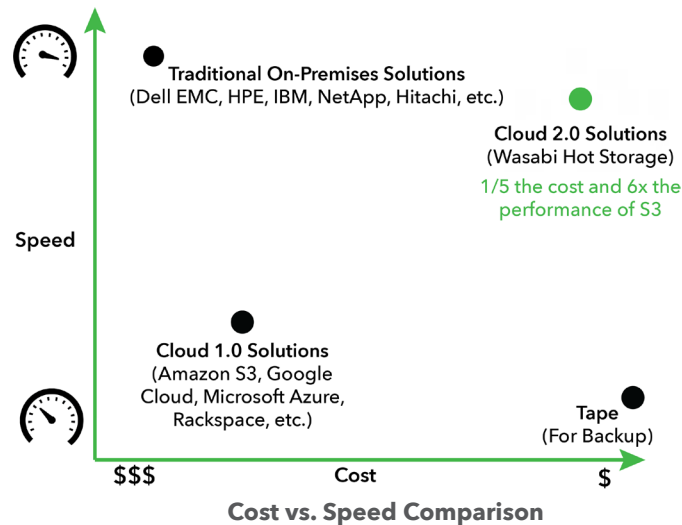 Traditional On-Premises Solutions
(Dell EMC, HPE, IBM, NetApp, Hitachi, etc.)
Cloud 2.0 Solutions
(Wasabi Hot Storage)
1/5 the cost and 6x the
performance of S3
Speed
Cloud 1.0 Solutions
(Amazon S3, Google
Cloud, Microsoft Azure,
Rackspace, etc.)
Tape
(For Backup)
$$$
Cost
$
Cost vs. Speed Comparison